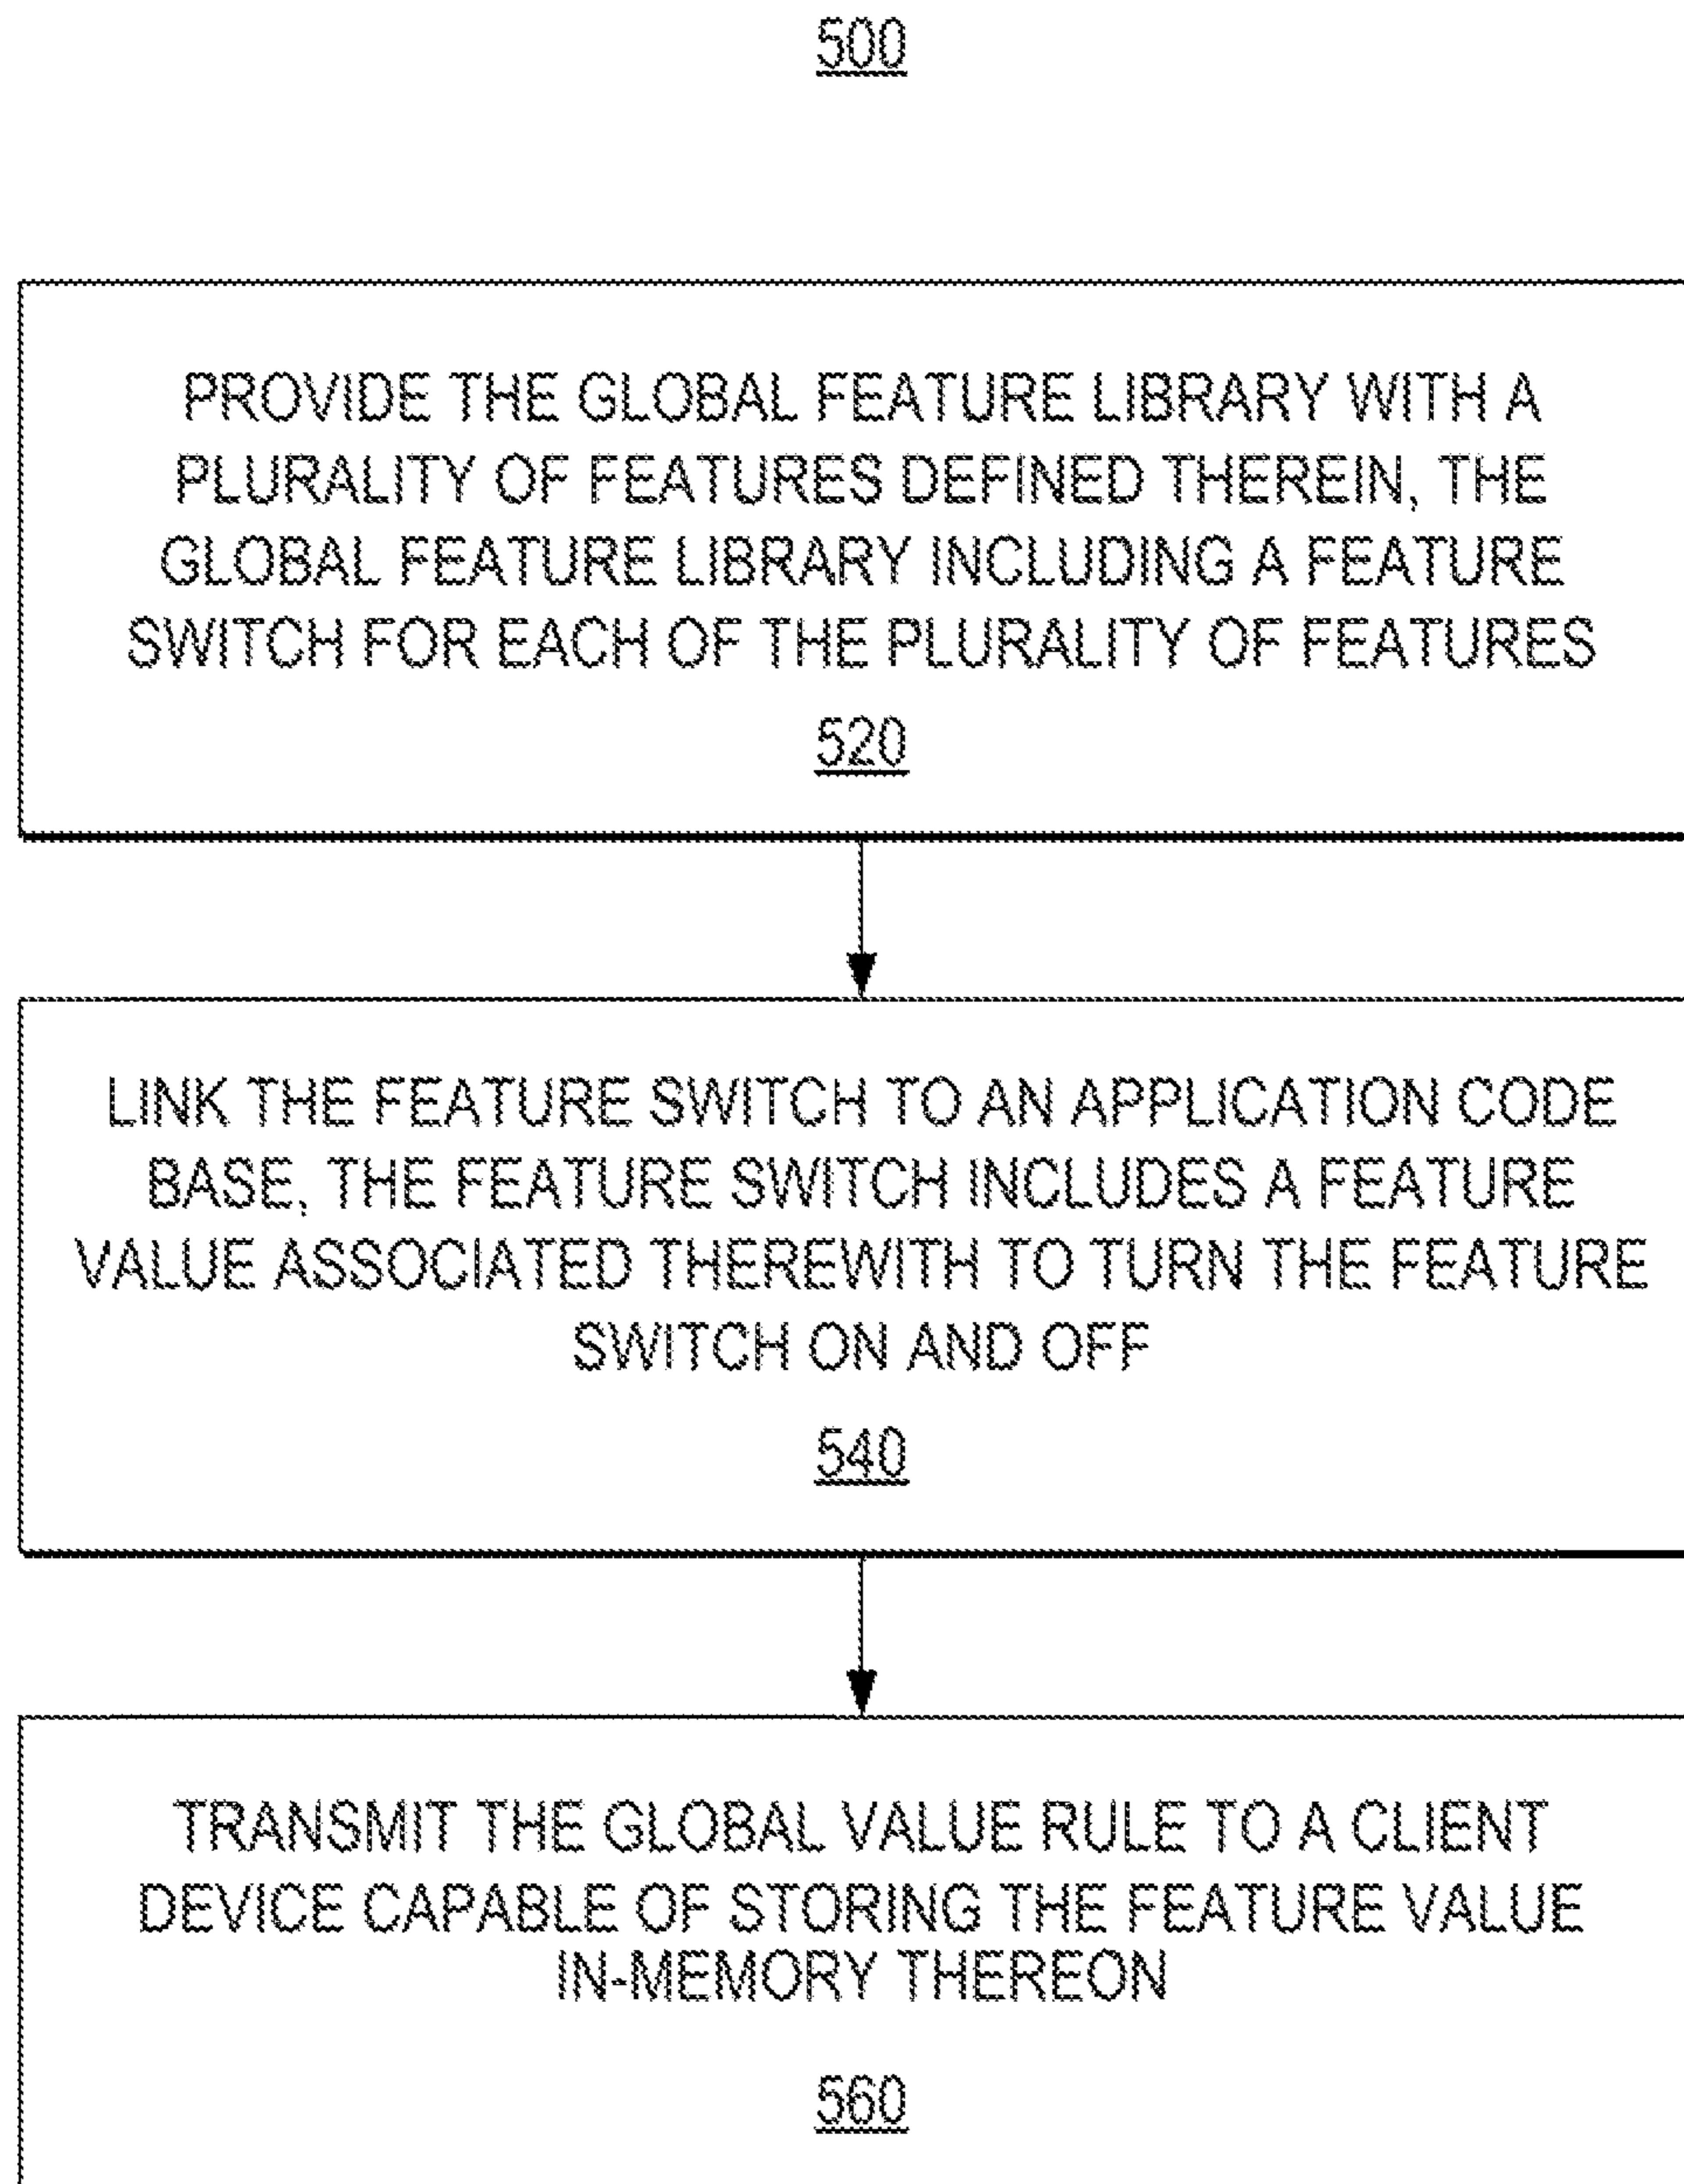 500
PROVIDE THE GLOBAL FEATURE LIBRARY WITH A
PLURALITY OF FEATURES DEFINED THEREIN, THE
GLOBAL FEATURE LIBRARY INCLUDING A FEATURE
SWITCH FOR EACH OF THE PLURALITY OF FEATURES
520
LINK THE FEATURE SWITCH TO AN APPLICATION CODE
BASE, THE FEATURE SWITCH INCLUDES A FEATURE
VALUE ASSOCIATED THEREWITH TO TURN THE FEATURE
SWITCH ON AND OFF
540
TRANSMIT THE GLOBAL VALUE RULE TO A CLIENT
DEVICE CAPABLE OF STORING THE FEATURE VALUE
IN-MEMORY THEREON
560